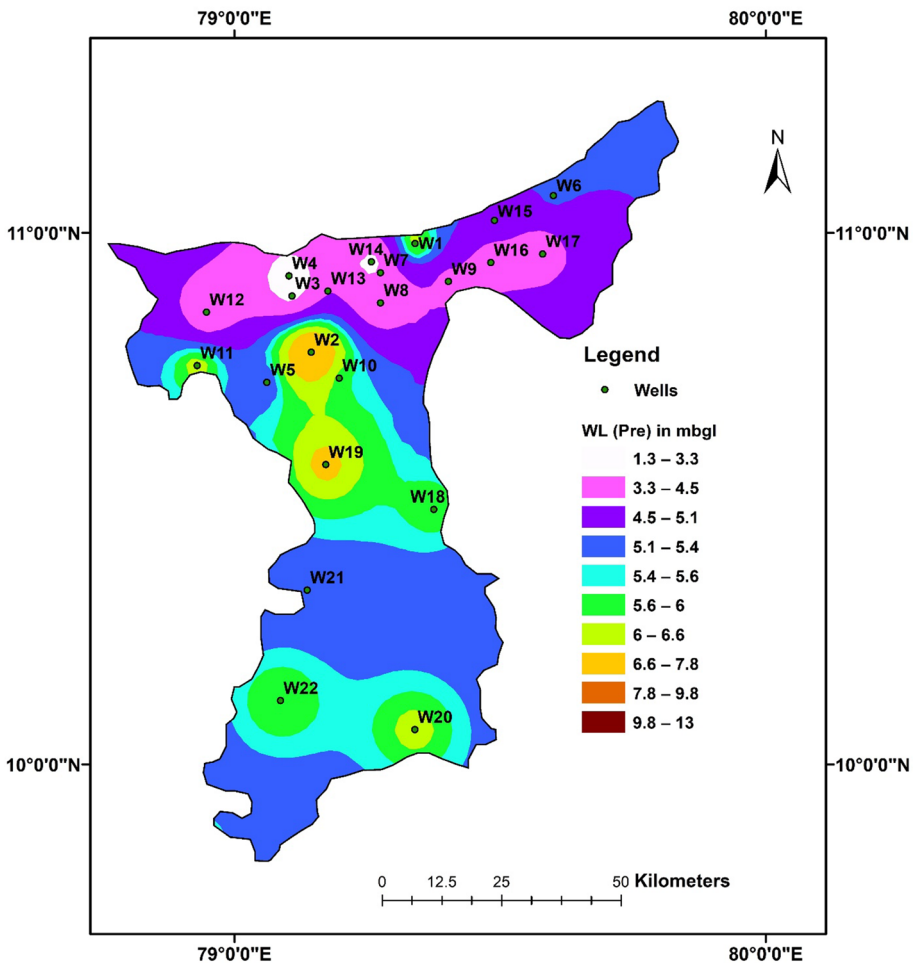 79°0'0"E 80°0'0"E
N
W6
W15
11°0'0"N W1 W17 11°0'0"N
W14 W16
W4 W7
W3 W13 W9
W12 W8
W2
W11 W5 W10
Legend
Wells
WL (Pre) in mbgl
W19
1.3 – 3.3
3.3 – 4.5
W18
4.5 – 5.1
5.1 – 5.4
W21
5.4 – 5.6
5.6 – 6
6 – 6.6
6.6 – 7.8
W22
7.8 – 9.8
W20
9.8 – 13
10°0'0"N 10°0'0"N
0 12.5 25 50 Kilometers
79°0'0"E 80°0'0"E